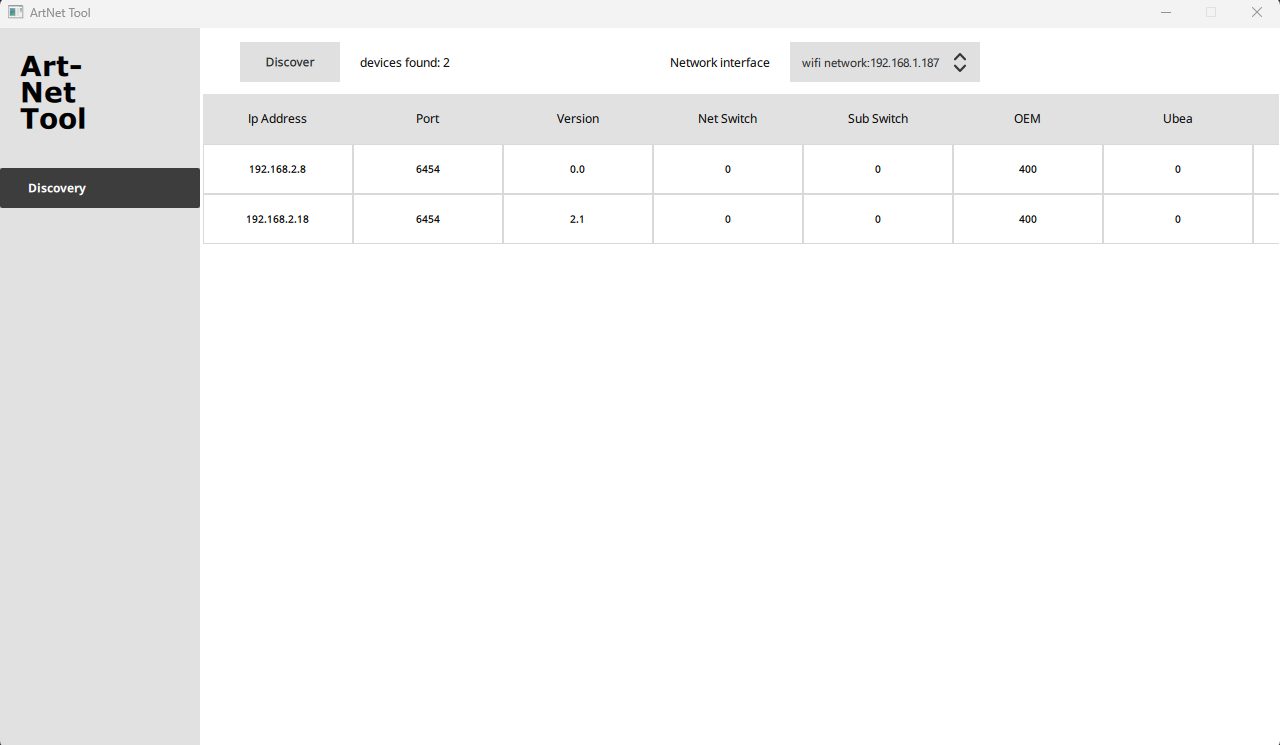 ArtNet Tool
Art-
Net
Tool
Discovery
Discover devices found: 2 Network interface wifi network:192.168.1.187
Ip Address Port Version Net Switch Sub Switch OEM Ubea
192.168.2.8 6454 0.0 0 0 400 0
192.168.2.18 6454 2.1 0 0 400 0